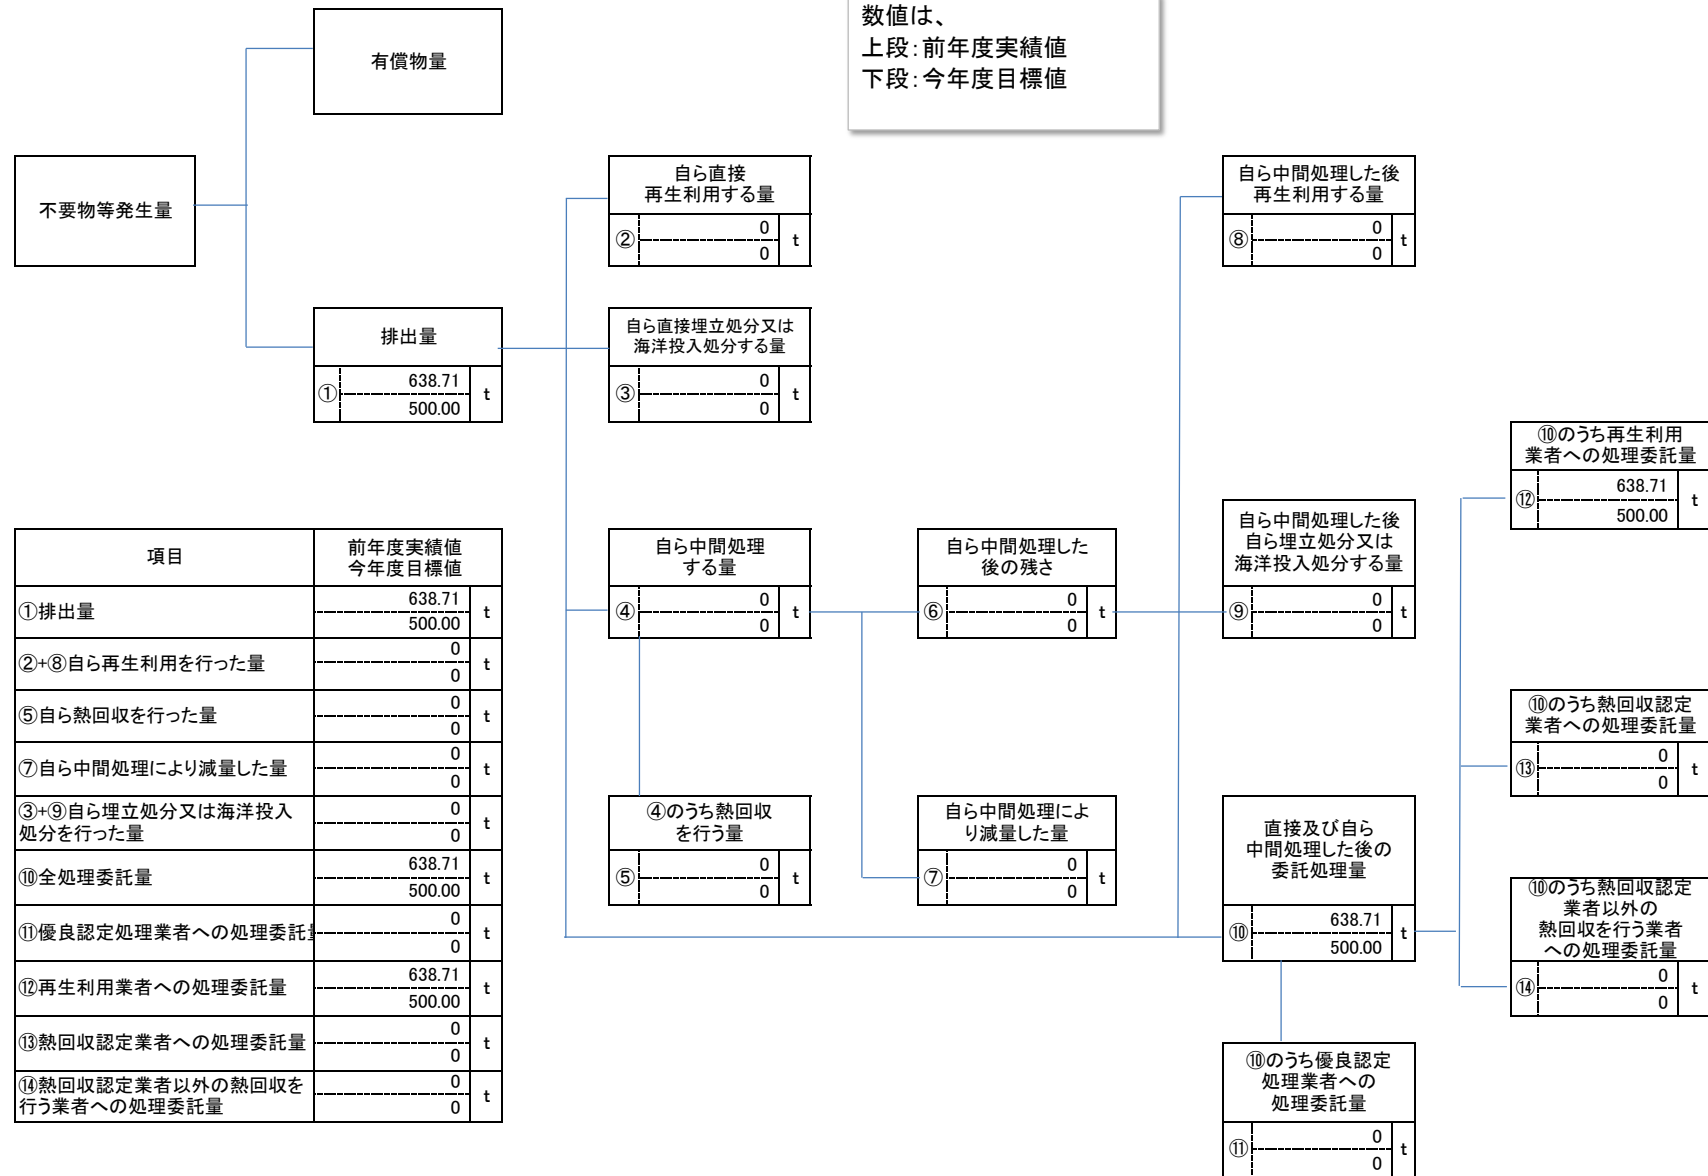 数値は、
上段：前年度実績値
下段：今年度目標値
有償物量
不要物等発生量
自ら直接
再生利用する量
②
0
0
t
自ら中間処理した後
再生利用する量
⑧
0
0
t
排出量
①
638.71
500.00
t
自ら直接埋立処分又は
海洋投入処分する量
③
0
0
t
⑩のうち再生利用
業者への処理委託量
⑫
638.71
500.00
t
自ら中間処理
する量
④
0
0
t
自ら中間処理した
後の残さ
⑥
0
0
t
自ら中間処理した後
自ら埋立処分又は
海洋投入処分する量
⑨
0
0
t
⑩のうち熱回収認定
業者への処理委託量
⑬
0
0
t
④のうち熱回収
を行う量
⑤
0
0
t
自ら中間処理によ
り減量した量
⑦
0
0
t
直接及び自ら
中間処理した後の
委託処理量
⑩
638.71
500.00
t
⑩のうち熱回収認定
業者以外の
熱回収を行う業者
への処理委託量
⑭
0
0
t
⑩のうち優良認定
処理業者への
処理委託量
⑪
0
0
t
項目
前年度実績値
今年度目標値
①排出量
638.71
500.00
t
②+⑧自ら再生利用を行った量
0
0
t
⑤自ら熱回収を行った量
0
0
t
⑦自ら中間処理により減量した量
0
0
t
③+⑨自ら埋立処分又は海洋投入
処分を行った量
0
0
t
⑩全処理委託量
638.71
500.00
t
⑪優良認定処理業者への処理委託
0
0
t
⑫再生利用業者への処理委託量
638.71
500.00
t
⑬熱回収認定業者への処理委託量
0
0
t
⑭熱回収認定業者以外の熱回収を
行う業者への処理委託量
0
0
t